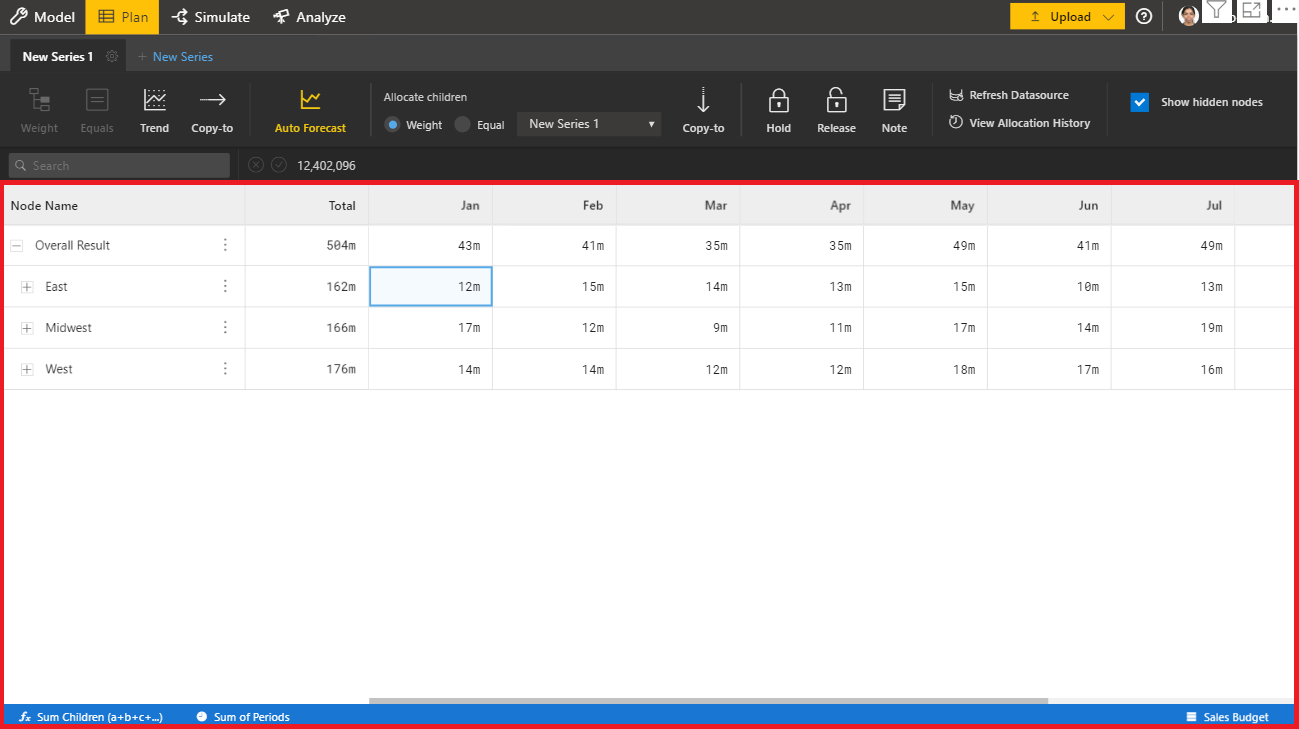 Model Plan Simulate Analyze Upload
New Series 1 + New Series
Weight Equals Trend Copy-to Auto Forecast
Allocate children
Weight Equal New Series 1
Copy-to Hold Release Note
Refresh Datasource
View Allocation History
Show hidden nodes
Search 12,402,096
Node Name Total Jan Feb Mar Apr May Jun Jul
Overall Result 504m 43m 41m 35m 35m 49m 41m 49m
East 162m 12m 15m 14m 13m 15m 10m 13m
Midwest 166m 17m 12m 9m 11m 17m 14m 19m
West 176m 14m 14m 12m 12m 18m 17m 16m
fx Sum Children (a+b+c+...) Sum of Periods Sales Budget